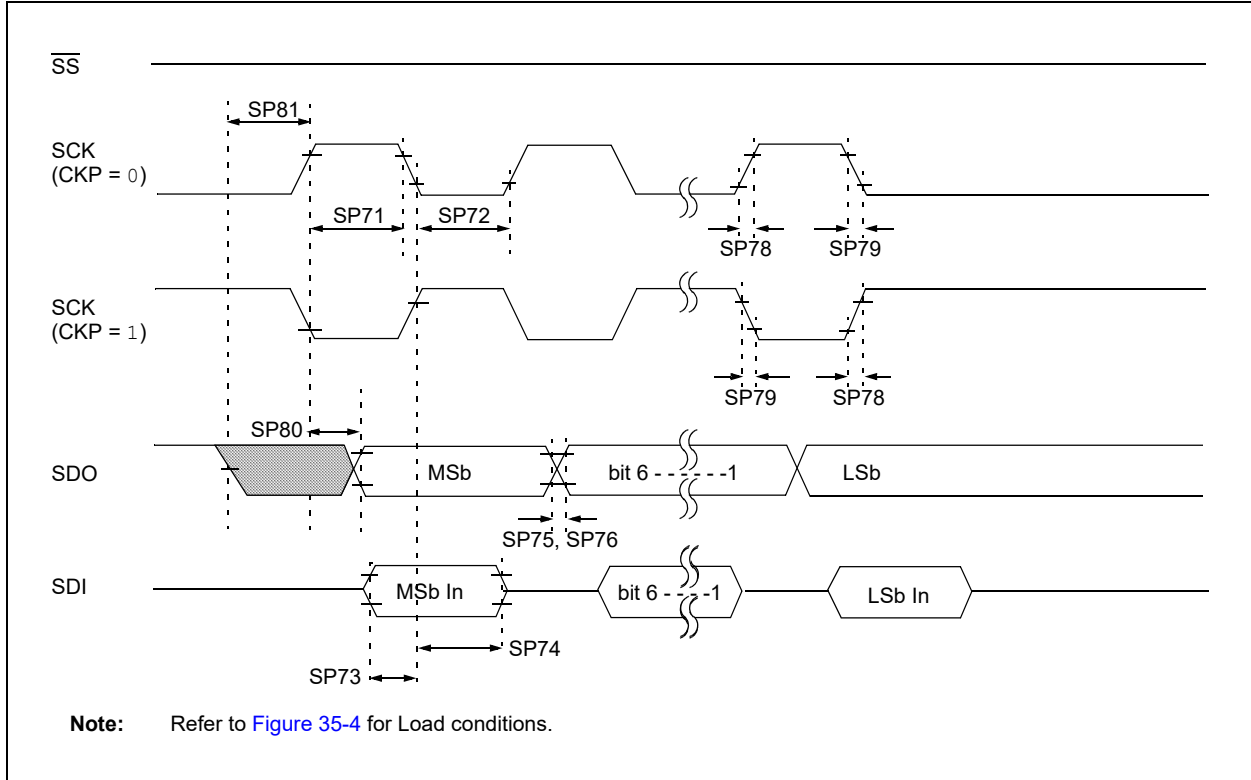 SS
SP81
SCK
(CKP = 0)
SP71
SP72
SP78
SP79
SCK
(CKP = 1)
SP79
SP78
SP80
SDO
MSb
bit 6 - - - - - - -1
LSb
SP75, SP76
SDI
MSb In
bit 6 - - - - -1
LSb In
SP74
SP73
Note: Refer to Figure 35-4 for Load conditions.